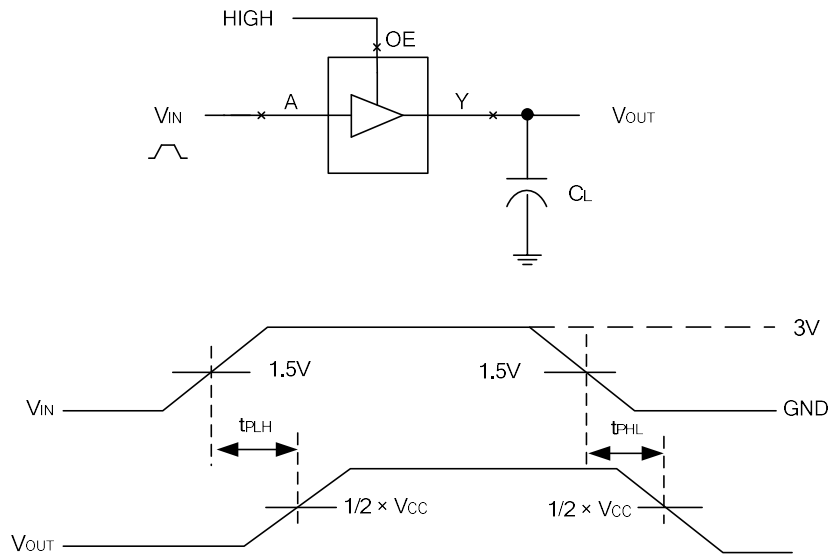 HIGH
OE
A
Y
VIN
VOUT
CL
3V
1.5V
1.5V
VIN
GND
tPLH
tPHL
1/2 × VCC
1/2 × VCC
VOUT